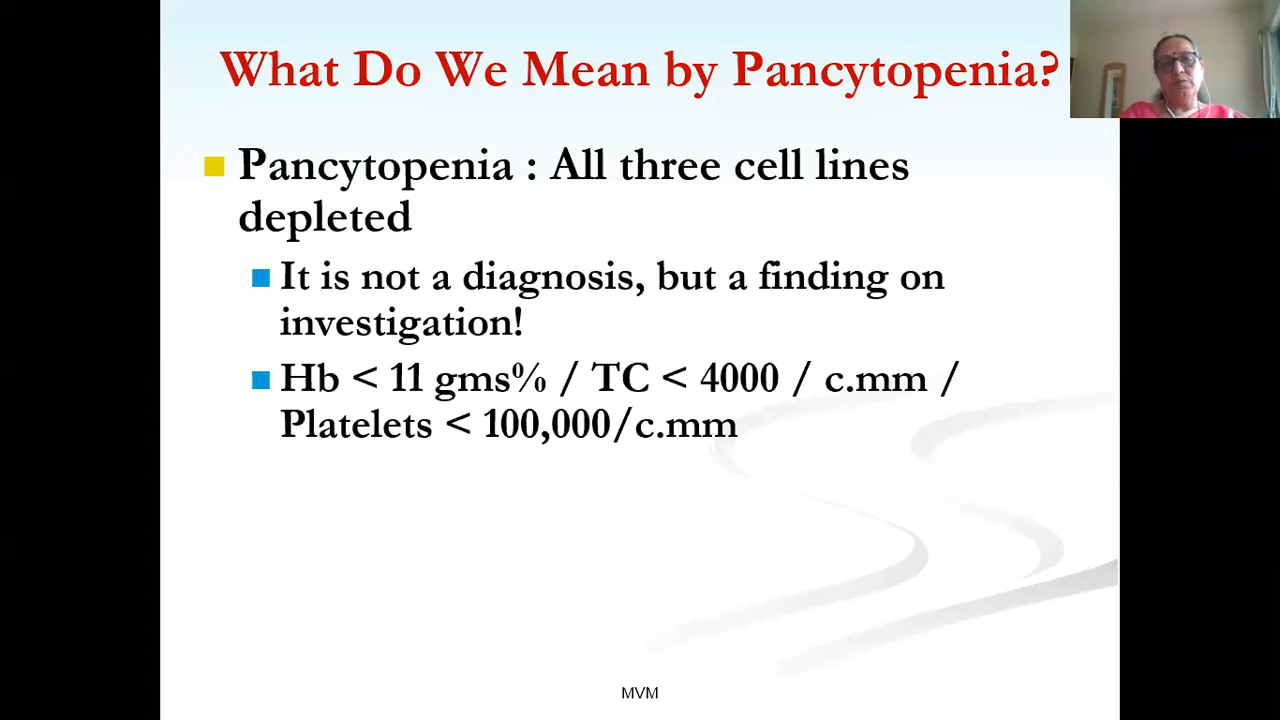 What Do We Mean by Pancytopenia?
Pancytopenia : All three cell lines
depleted
It is not a diagnosis, but a finding on
investigation!
Hb < 11 gms% / TC < 4000 / c.mm /
Platelets < 100,000/c.mm
MVM